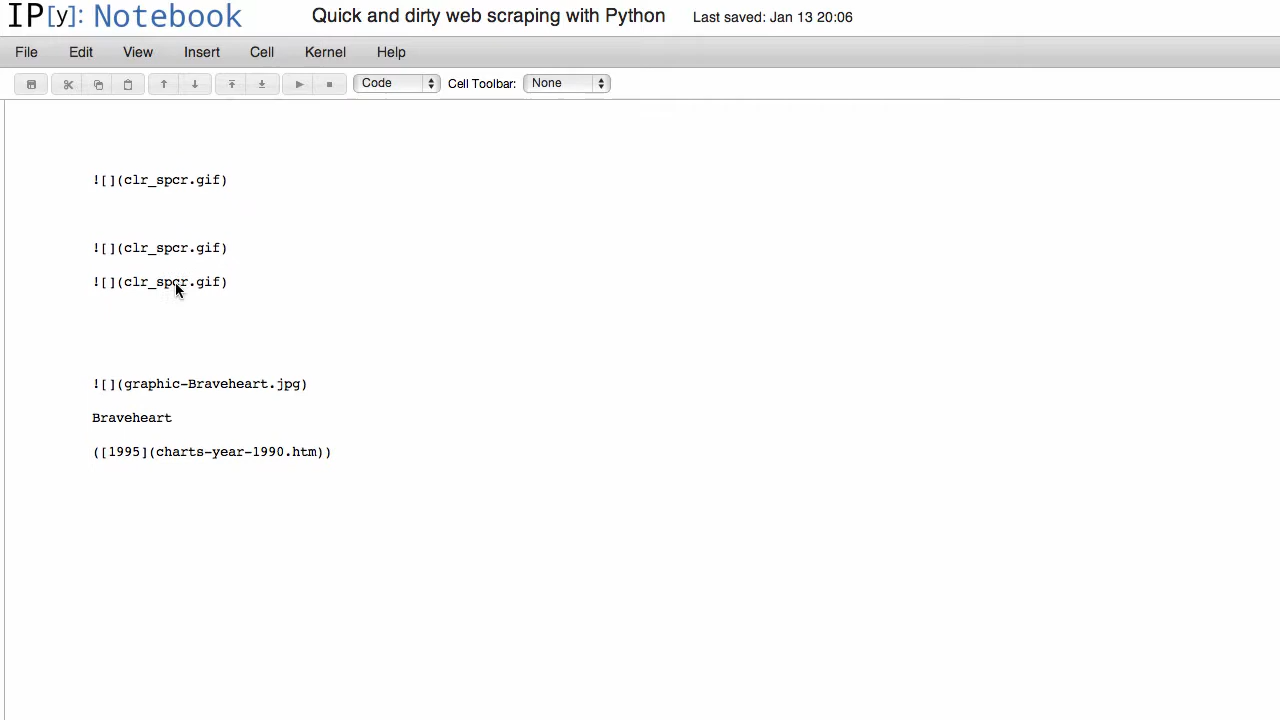 IP[y]: Notebook Quick and dirty web scraping with Python Last saved: Jan 13 20:06
File Edit View Insert Cell Kernel Help
Code Cell Toolbar: None
![](clr_spcr.gif)
![](clr_spcr.gif)
![](clr_spcr.gif)
![](graphic-Braveheart.jpg)
Braveheart
([1995](charts-year-1990.htm))